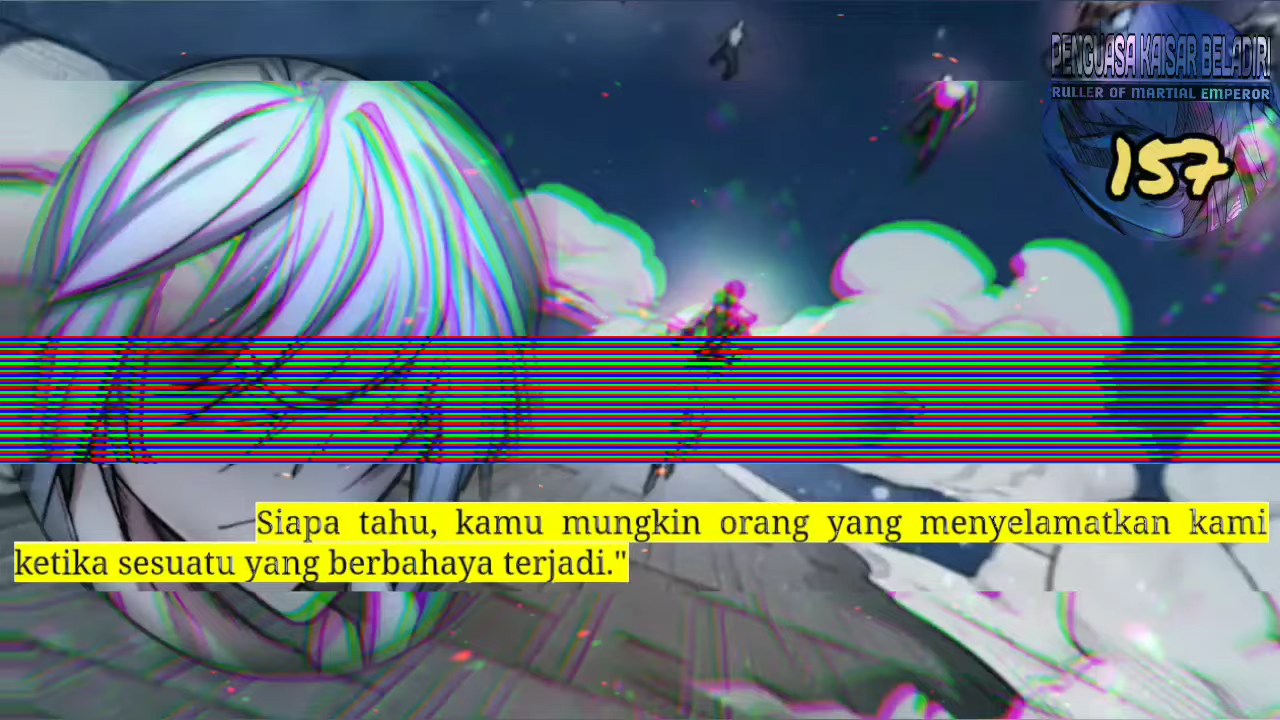 PENGUASA KAISAR BELADIRI
RULLER OF MARTIAL EMPEROR
157
Siapa tahu, kamu mungkin orang yang menyelamatkan kami
ketika sesuatu yang berbahaya terjadi."